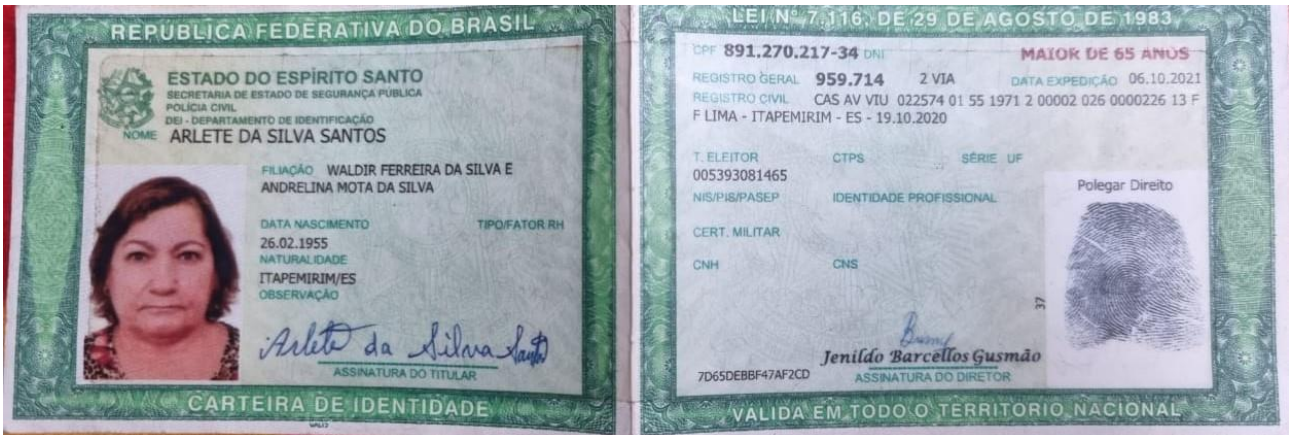 REPÚBLICA FEDERATIVA DO BRASIL
ESTADO DO ESPÍRITO SANTO
SECRETARIA DE ESTADO DE SEGURANÇA PÚBLICA
POLÍCIA CIVIL
DEI - DEPARTAMENTO DE IDENTIFICAÇÃO
NOME ARLETE DA SILVA SANTOS
FILIAÇÃO WALDIR FERREIRA DA SILVA E
ANDRELINA MOTA DA SILVA
DATA NASCIMENTO TIPO/FATOR RH
26.02.1955
NATURALIDADE
ITAPEMIRIM/ES
OBSERVAÇÃO
Arlete da Silva Santos
ASSINATURA DO TITULAR
CARTEIRA DE IDENTIDADE
LEI Nº 7.116, DE 29 DE AGOSTO DE 1983
CPF 891.270.217-34 DNI MAIOR DE 65 ANOS
REGISTRO GERAL 959.714 2 VIA DATA EXPEDIÇÃO 06.10.2021
REGISTRO CIVIL CAS AV VIU 022574 01 55 1971 2 00002 026 0000226 13 F
F LIMA - ITAPEMIRIM - ES - 19.10.2020
T. ELEITOR CTPS SÉRIE UF
005393081465
NIS/PIS/PASEP IDENTIDADE PROFISSIONAL
Polegar Direito
CERT. MILITAR
CNH CNS
37
Jenildo Barcellos Gusmão
7D65DEBBF47AF2CD ASSINATURA DO DIRETOR
VÁLIDA EM TODO O TERRITÓRIO NACIONAL